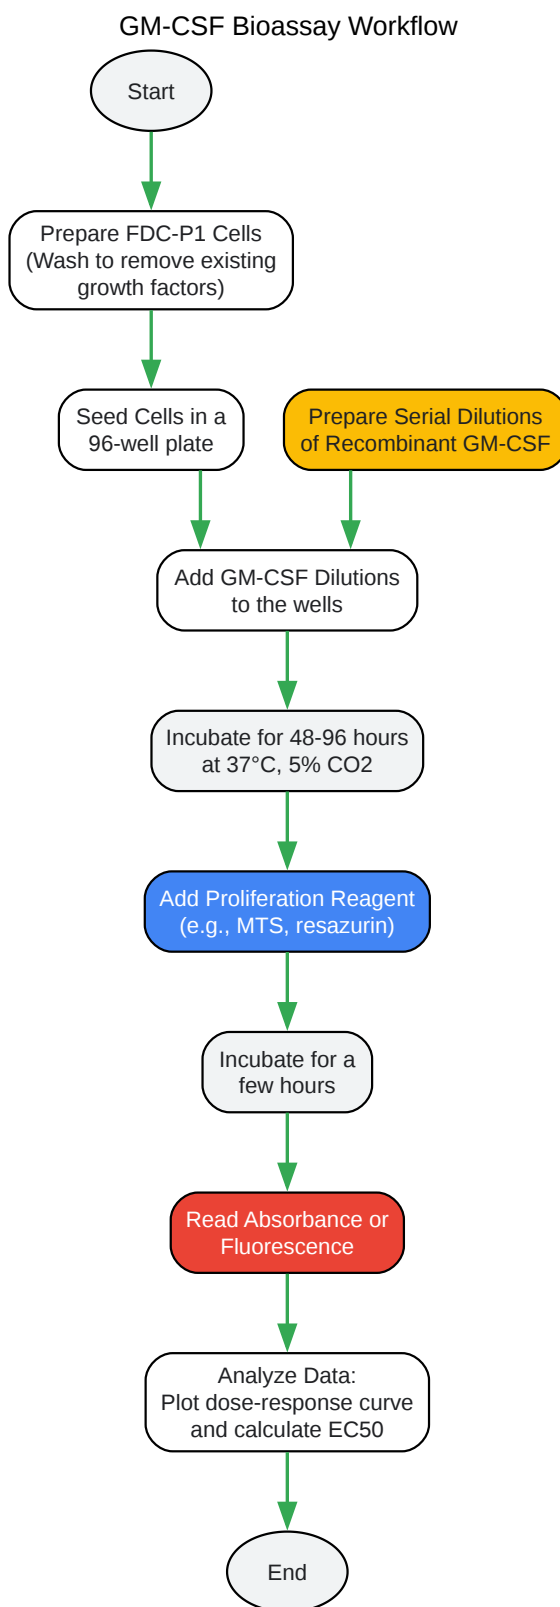 GM-CSF Bioassay Workflow
Start
Prepare FDC-P1 Cells
(Wash to remove existing
growth factors)
Seed Cells in a
96-well plate
Prepare Serial Dilutions
of Recombinant GM-CSF
Add GM-CSF Dilutions
to the wells
Incubate for 48-96 hours
at 37°C, 5% CO2
Add Proliferation Reagent
(e.g., MTS, resazurin)
Incubate for a
few hours
Read Absorbance or
Fluorescence
Analyze Data:
Plot dose-response curve
and calculate EC50
End